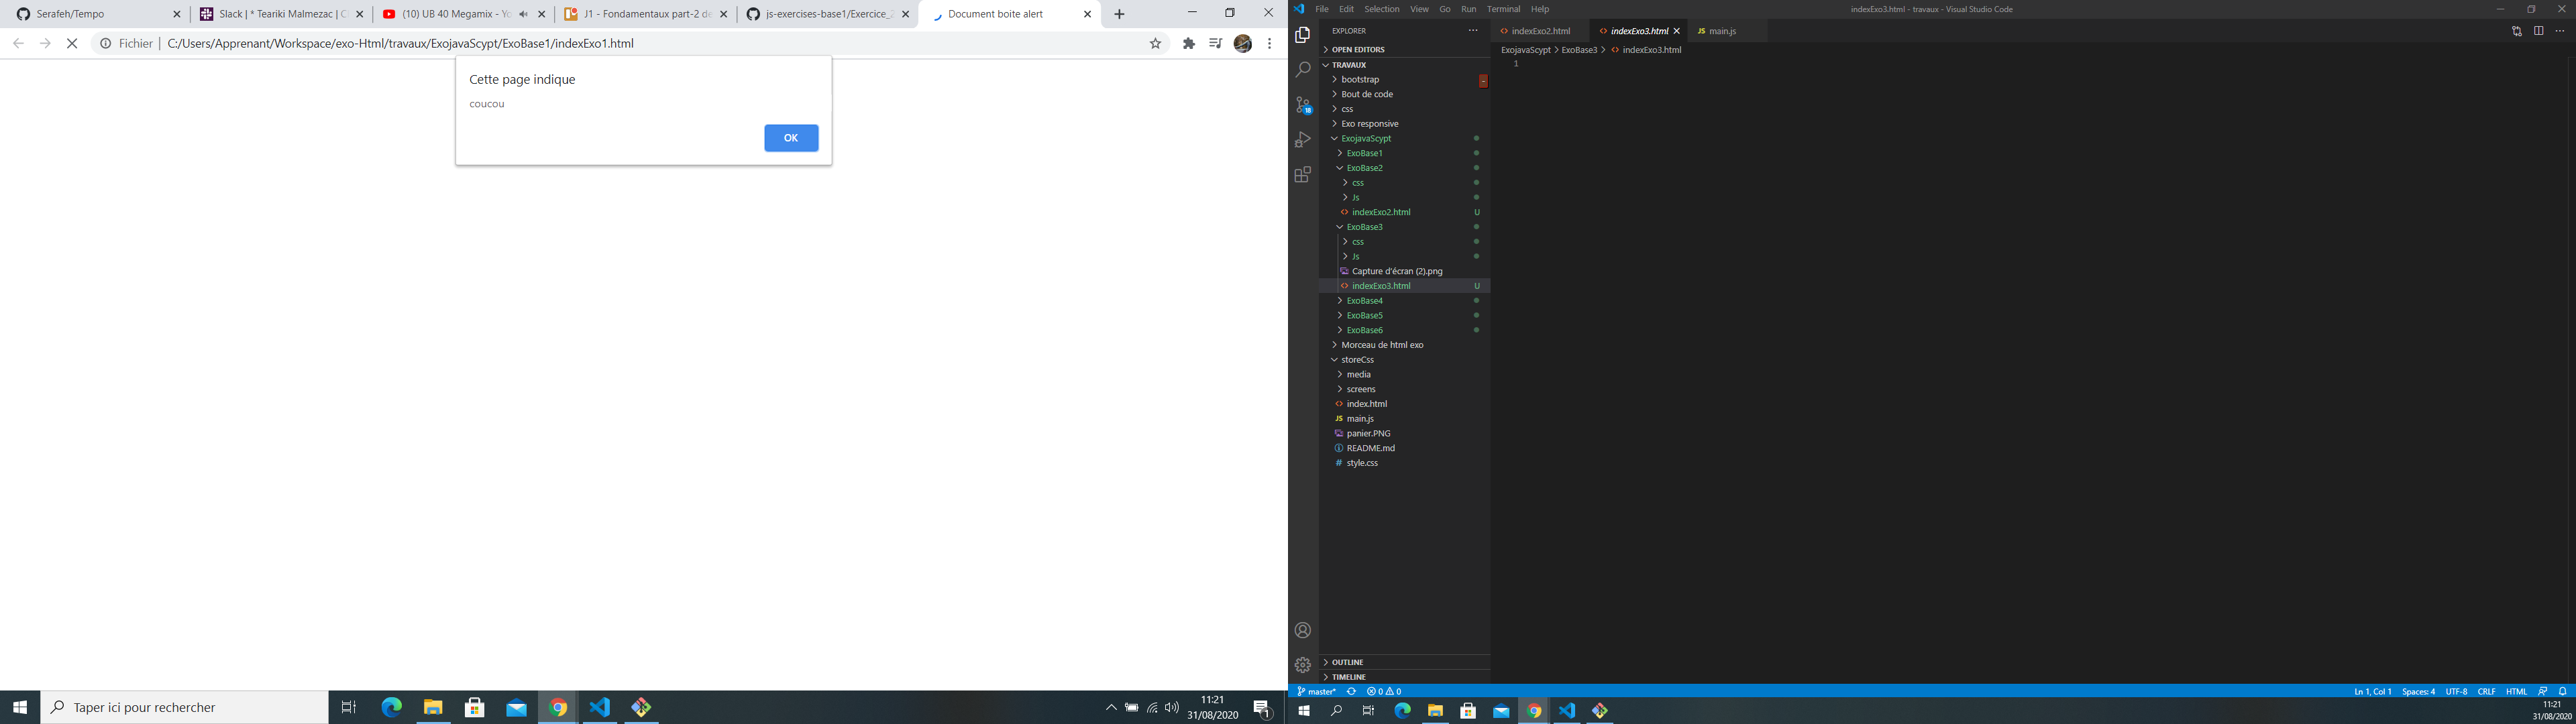 Serafeh/Tempo
Slack | * Teariki Malmezac | C
(10) UB 40 Megamix - Yo
J1 - Fondamentaux part-2 de
js-exercises-base1/Exercice_2
Document boite alert
Fichier | C:/Users/Apprenant/Workspace/exo-Html/travaux/ExojavaScypt/ExoBase1/indexExo1.html
Cette page indique
coucou
OK
Taper ici pour rechercher
11:21
31/08/2020
1
File Edit Selection View Go Run Terminal Help
indexExo3.html - travaux - Visual Studio Code
EXPLORER
indexExo2.html
indexExo3.html
JS main.js
ExojavaScypt > ExoBase3 > indexExo3.html
1
18
OPEN EDITORS
TRAVAUX
bootstrap
Bout de code
css
Exo responsive
ExojavaScypt
ExoBase1
ExoBase2
css
Js
indexExo2.html U
ExoBase3
css
Js
Capture d'écran (2).png
indexExo3.html U
ExoBase4
ExoBase5
ExoBase6
Morceau de html exo
storeCss
media
screens
index.html
JS main.js
panier.PNG
README.md
# style.css
OUTLINE
TIMELINE
master* 0 0
Ln 1, Col 1 Spaces: 4 UTF-8 CRLF HTML
11:21
31/08/2020